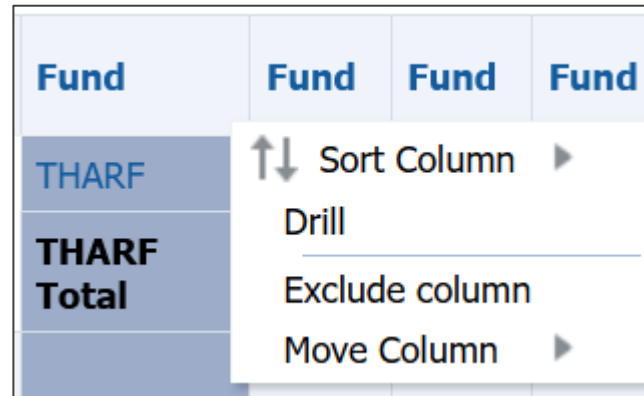 Fund Fund Fund Fund
THARF
Sort Column
Drill
THARF
Total
Exclude column
Move Column